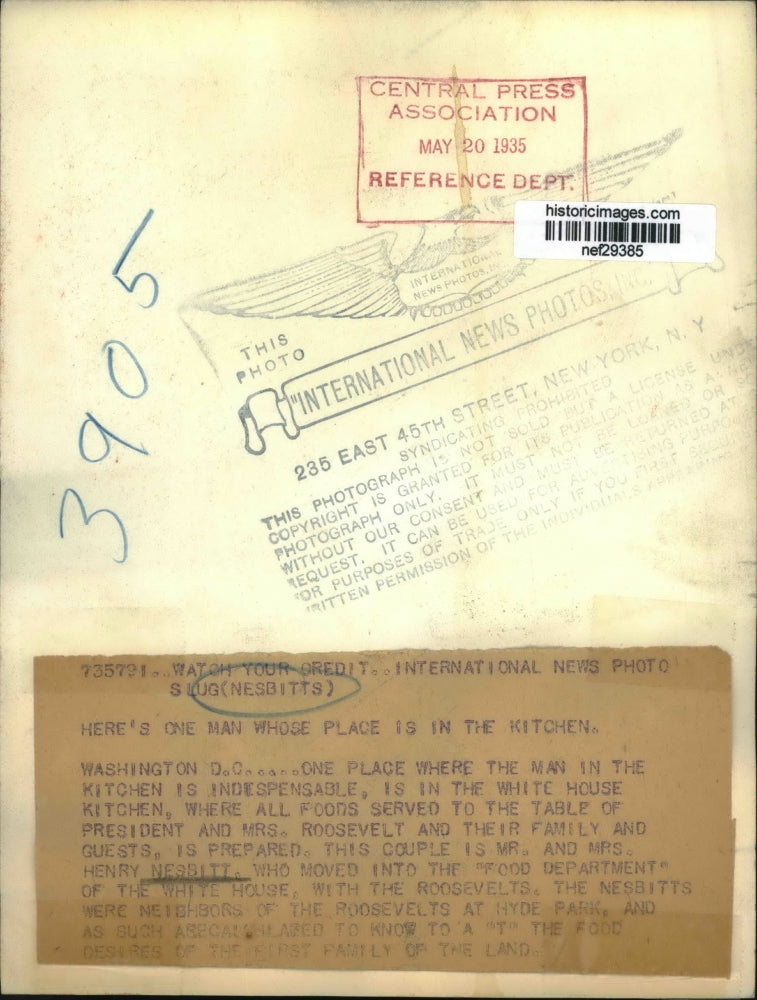 CENTRAL PRESS
ASSOCIATION
MAY 20 1935
REFERENCE DEPT.
historicimages.com
nef29385
3905
INTERNATIONAL
NEWS PHOTOS, INC.
THIS
PHOTO
"INTERNATIONAL NEWS PHOTOS, INC.
235 EAST 45TH STREET, NEW YORK, N. Y
SYNDICATING PROHIBITED
THIS PHOTOGRAPH IS NOT SOLD BUT A LICENSE UND
COPYRIGHT IS GRANTED FOR ITS PUBLICATION AS A NE
PHOTOGRAPH ONLY. IT MUST NOT BE LOANED OR
WITHOUT OUR CONSENT AND MUST BE RETURNED AT
REQUEST. IT CAN BE USED FOR ADVERTISING PURPO
OR PURPOSES OF TRADE ONLY IF YOU FIRST
RITTEN PERMISSION OF THE INDIVIDUALS
735791..WATCH YOUR CREDIT..INTERNATIONAL NEWS PHOTO
SLUG(NESBITTS)
HERE'S ONE MAN WHOSE PLACE IS IN THE KITCHEN.
WASHINGTON D.C......ONE PLACE WHERE THE MAN IN THE
KITCHEN IS INDESPENSABLE, IS IN THE WHITE HOUSE
KITCHEN, WHERE ALL FOODS SERVED TO THE TABLE OF
PRESIDENT AND MRS. ROOSEVELT AND THEIR FAMILY AND
GUESTS, IS PREPARED. THIS COUPLE IS MR. AND MRS.
HENRY NESBITT. WHO MOVED INTO THE "FOOD DEPARTMENT"
OF THE WHITE HOUSE, WITH THE ROOSEVELTS. THE NESBITTS
WERE NEIGHBORS OF THE ROOSEVELTS AT HYDE PARK, AND
AS SUCH TO KNOW TO A "T" THE FOOD
DESIRES OF THE FIRST FAMILY OF THE LAND.